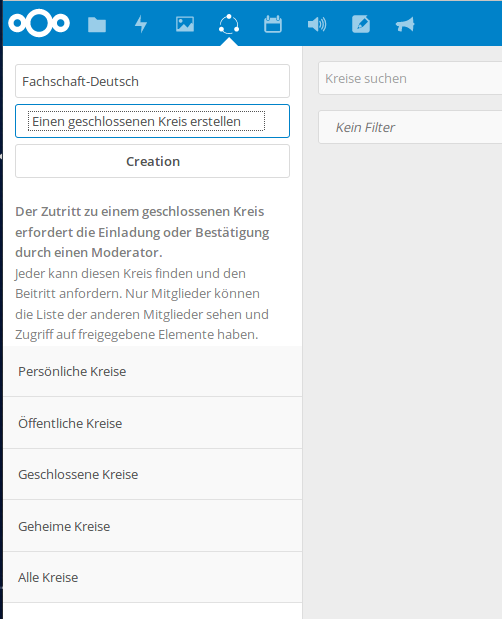 Fachschaft-Deutsch
Einen geschlossenen Kreis erstellen
Creation
Der Zutritt zu einem geschlossenen Kreis
erfordert die Einladung oder Bestätigung
durch einen Moderator.
Jeder kann diesen Kreis finden und den
Beitritt anfordern. Nur Mitglieder können
die Liste der anderen Mitglieder sehen und
Zugriff auf freigegebene Elemente haben.
Persönliche Kreise
Öffentliche Kreise
Geschlossene Kreise
Geheime Kreise
Alle Kreise
Kreise suchen
Kein Filter